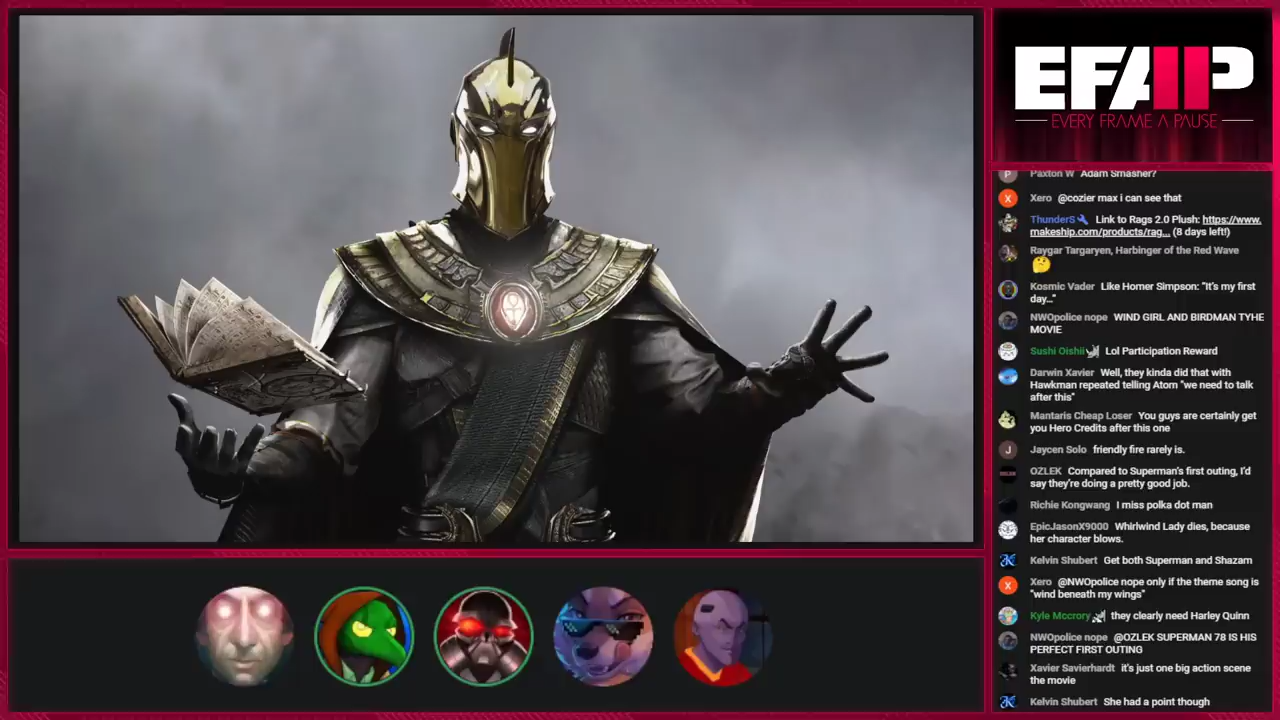 EFAP
EVERY FRAME A PAUSE
P Paxton W Adam Smasher?
X Xero @cozier max i can see that
ThunderS Link to Rags 2.0 Plush: https://www.
makeship.com/products/rag... (8 days left!)
Raygar Targaryen, Harbinger of the Red Wave
Kosmic Vader Like Homer Simpson: "It's my first
day..."
NWOpolice nope WIND GIRL AND BIRDMAN TYHE
MOVIE
Sushi Oishii Lol Participation Reward
Darwin Xavier Well, they kinda did that with
Hawkman repeated telling Atom "we need to talk
after this"
Mantaris Cheap Loser You guys are certainly get
you Hero Credits after this one
J Jaycen Solo friendly fire rarely is.
OZLEK Compared to Superman's first outing, I'd
say they're doing a pretty good job.
Richie Kongwang I miss polka dot man
EpicJasonX9000 Whirlwind Lady dies, because
her character blows.
Kelvin Shubert Get both Superman and Shazam
X Xero @NWOpolice nope only if the theme song is
"wind beneath my wings"
Kyle Mccrory they clearly need Harley Quinn
NWOpolice nope @OZLEK SUPERMAN 78 IS HIS
PERFECT FIRST OUTING
Xavier Savierhardt it's just one big action scene
the movie
Kelvin Shubert She had a point though